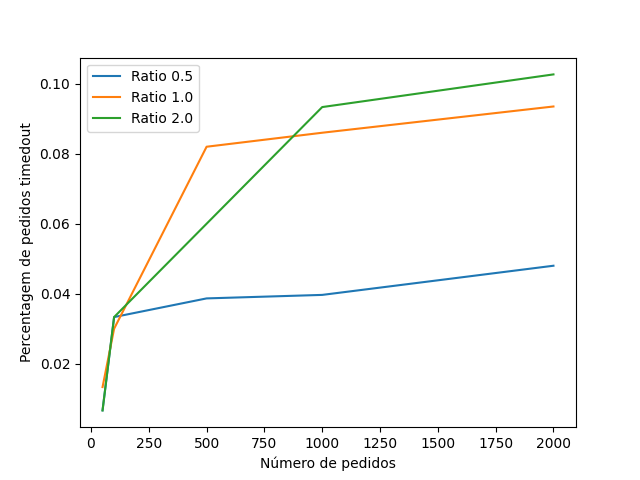 Ratio 0.5
Ratio 1.0
Ratio 2.0
0.10
0.08
0.06
0.04
0.02
Percentagem de pedidos timedout
0 250 500 750 1000 1250 1500 1750 2000
Número de pedidos